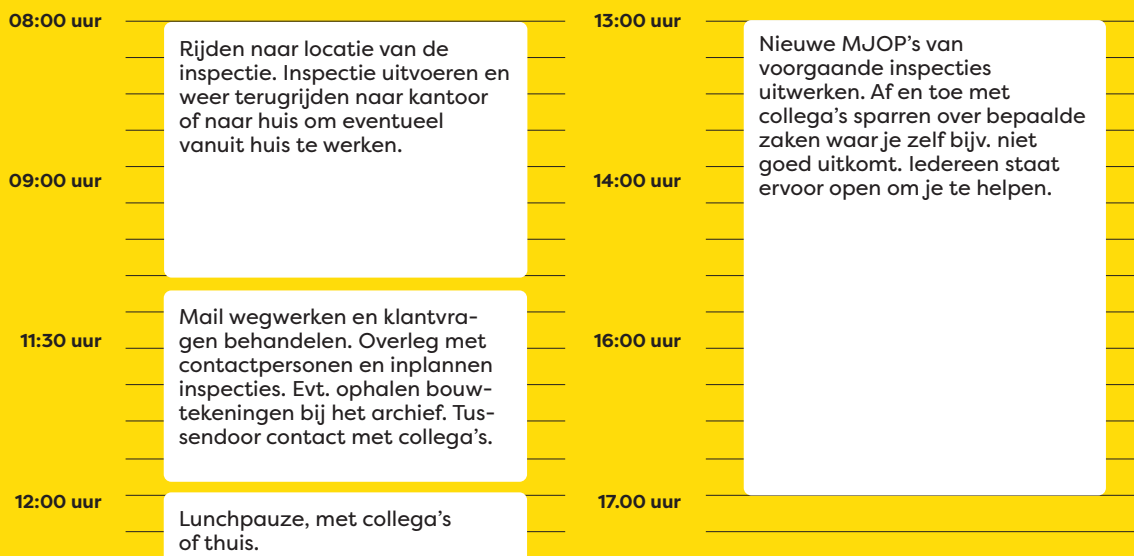 08:00 uur
Rijden naar locatie van de
inspectie. Inspectie uitvoeren en
weer terugrijden naar kantoor
of naar huis om eventueel
vanuit huis te werken.
09:00 uur
11:30 uur
Mail wegwerken en klantvra-
gen behandelen. Overleg met
contactpersonen en inplannen
inspecties. Evt. ophalen bouw-
tekeningen bij het archief. Tus-
sendoor contact met collega's.
12:00 uur
Lunchpauze, met collega's
of thuis.
13:00 uur
Nieuwe MJOP's van
voorgaande inspecties
uitwerken. Af en toe met
collega's sparren over bepaalde
zaken waar je zelf bijv. niet
goed uitkomt. Iedereen staat
ervoor open om je te helpen.
14:00 uur
16:00 uur
17.00 uur